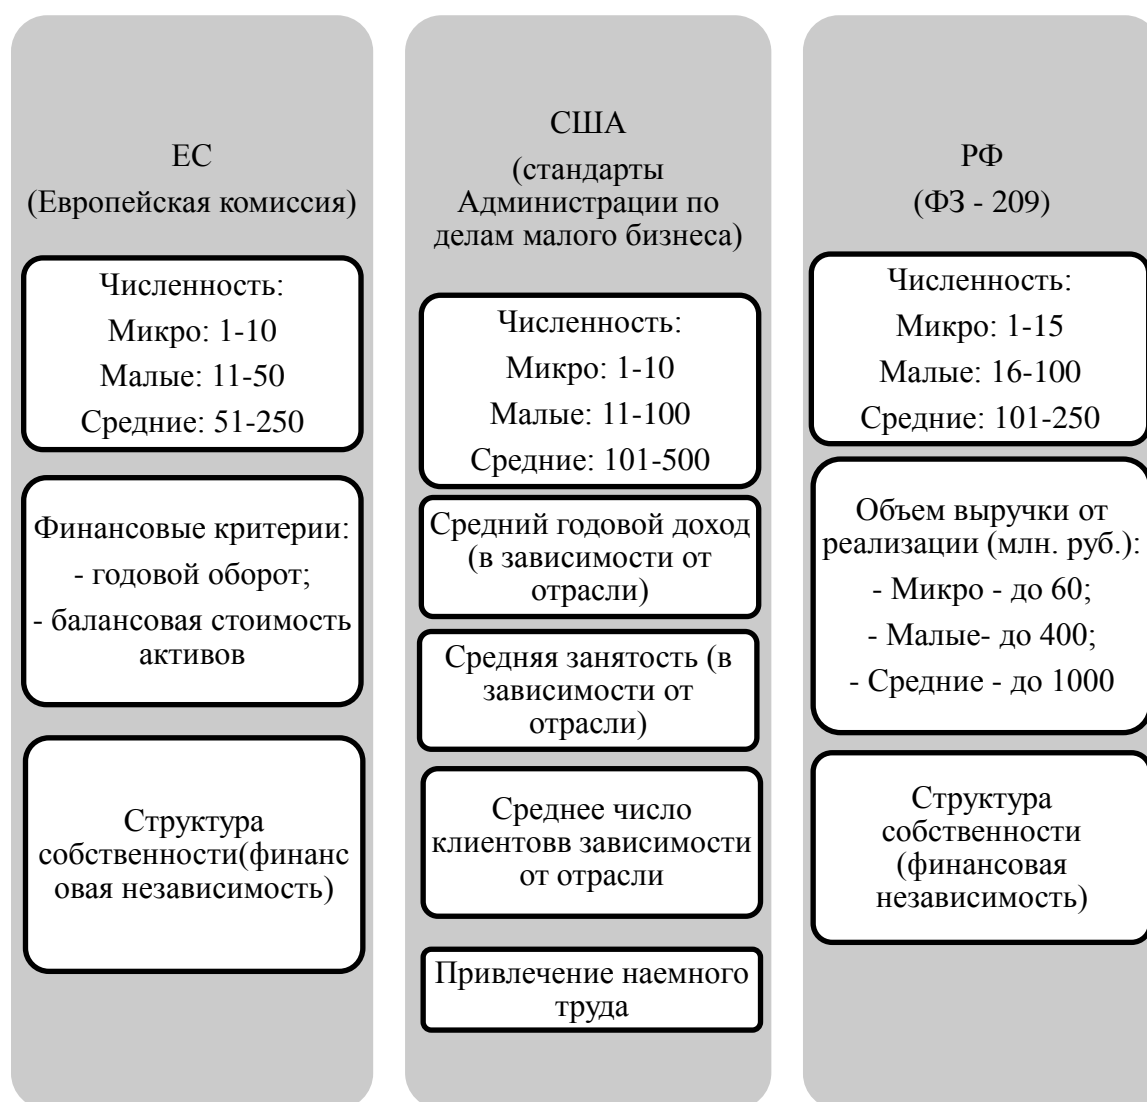 ЕС
(Европейская комиссия)
Численность:
Микро: 1-10
Малые: 11-50
Средние: 51-250
Финансовые критерии:
- годовой оборот;
- балансовая стоимость
активов
Структура
собственности(финанс
овая независимость)
США
(стандарты
Администрации по
делам малого бизнеса)
Численность:
Микро: 1-10
Малые: 11-100
Средние: 101-500
Средний годовой доход
(в зависимости от
отрасли)
Средняя занятость (в
зависимости от
отрасли)
Среднее число
клиентовв зависимости
от отрасли
Привлечение наемного
труда
РФ
(ФЗ - 209)
Численность:
Микро: 1-15
Малые: 16-100
Средние: 101-250
Объем выручки от
реализации (млн. руб.):
- Микро - до 60;
- Малые- до 400;
- Средние - до 1000
Структура
собственности
(финансовая
независимость)